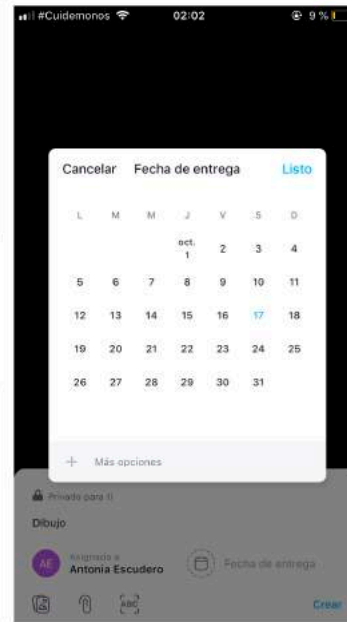 #Cuidemonos 02:02 9 %
Cancelar Fecha de entrega Listo
L M M J V S D
oct.
1 2 3 4
5 6 7 8 9 10 11
12 13 14 15 16 17 18
19 20 21 22 23 24 25
26 27 28 29 30 31
+ Más opciones
Privado para ti
Dibujo
AE Asignada a Fecha de entrega
Antonia Escudero
ABC Crear